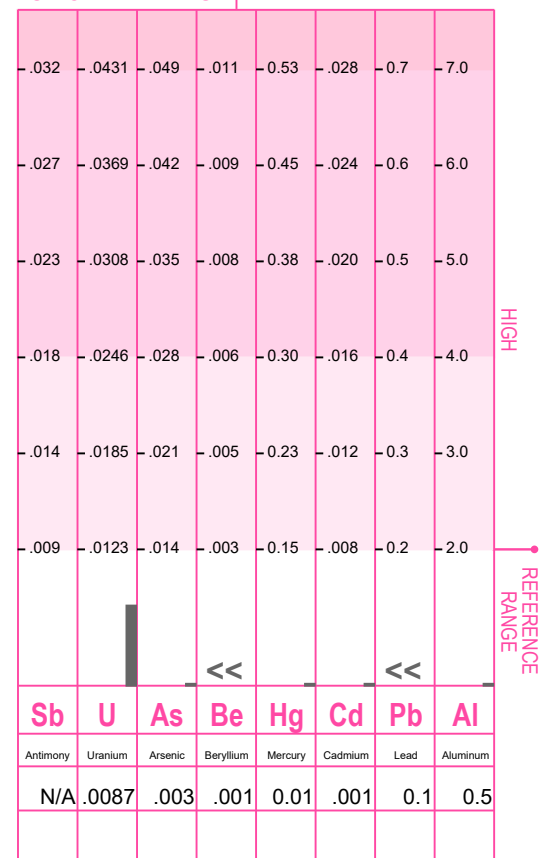 .032 .0431 .049 .011 0.53 .028 0.7 7.0
.027 .0369 .042 .009 0.45 .024 0.6 6.0
.023 .0308 .035 .008 0.38 .020 0.5 5.0
HIGH
.018 .0246 .028 .006 0.30 .016 0.4 4.0
.014 .0185 .021 .005 0.23 .012 0.3 3.0
.009 .0123 .014 .003 0.15 .008 0.2 2.0
REFERENCE
RANGE
<< <<
Sb U As Be Hg Cd Pb Al
Antimony Uranium Arsenic Beryllium Mercury Cadmium Lead Aluminum
N/A .0087 .003 .001 0.01 .001 0.1 0.5